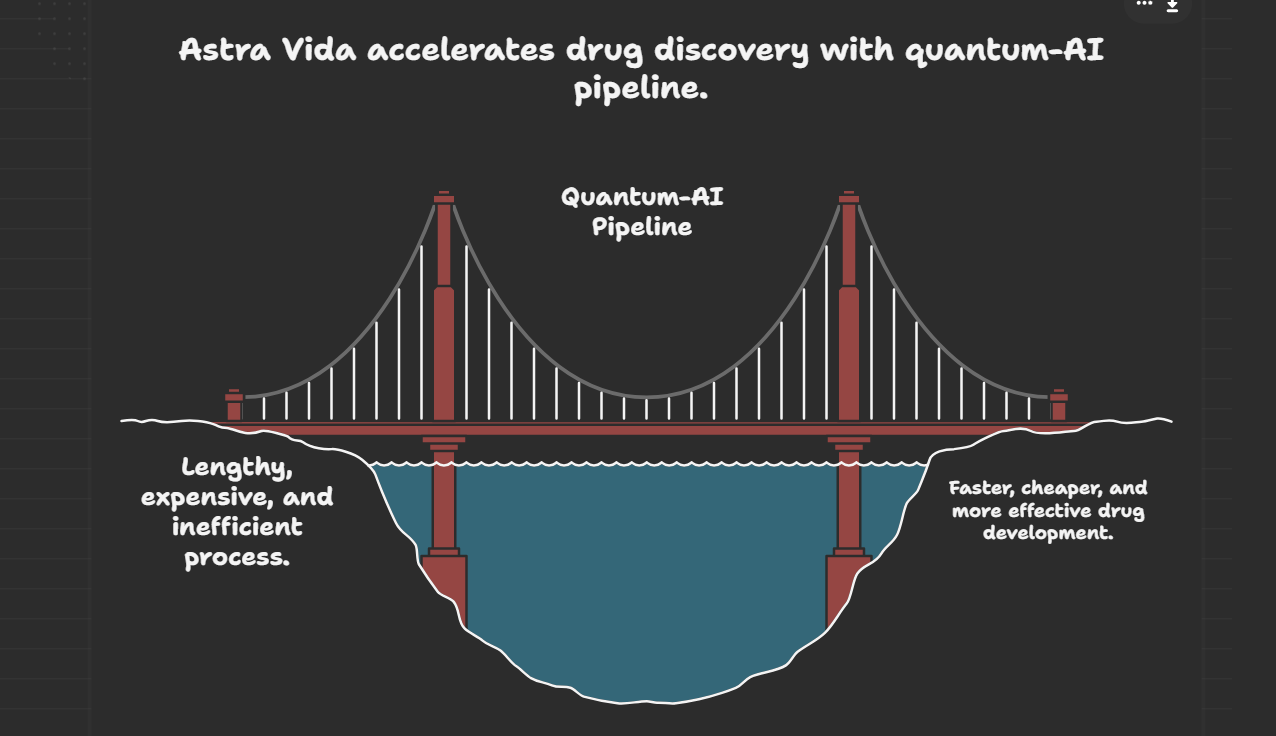 Astra Vida accelerates drug discovery with quantum-AI
pipeline.
Quantum-AI
Pipeline
Lengthy,
expensive, and
inefficient
process.
Faster, cheaper, and
more effective drug
development.